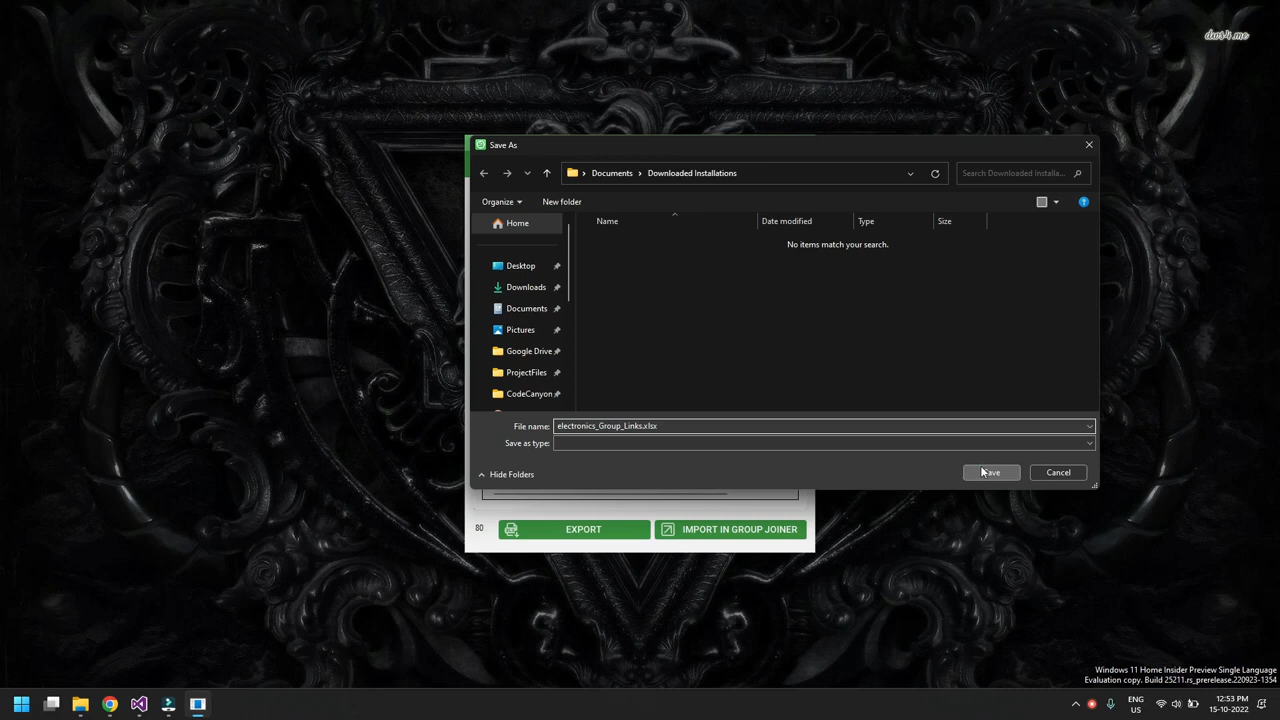 dws4.me
Save As
Documents
Downloaded Installations
Search Downloaded Installa...
Organize
New folder
Home
Name
Date modified
Type
Size
No items match your search.
Desktop
Downloads
Documents
Pictures
Google Drive
ProjectFiles
CodeCanyon
File name:
electronics_Group_Links.xlsx
Save as type:
Hide Folders
Save
Cancel
80
EXPORT
IMPORT IN GROUP JOINER
Windows 11 Home Insider Preview Single Language
Evaluation copy. Build 25211.rs_prerelease.220923-1354
ENG
US
12:53 PM
15-10-2022